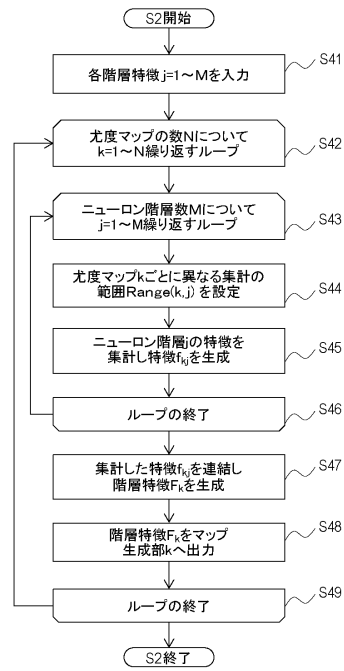 S2開始
各階層特徴j=1～Mを入力
S41
尤度マップの数Nについて
k=1～N繰り返すループ
S42
ニューロン階層数Mについて
j=1～M繰り返すループ
S43
尤度マップkごとに異なる集計の
範囲Range(k,j) を設定
S44
ニューロン階層jの特徴を
集計し特徴fkjを生成
S45
ループの終了
S46
集計した特徴fkjを連結し
階層特徴Fkを生成
S47
階層特徴Fkをマップ
生成部kへ出力
S48
ループの終了
S49
S2終了